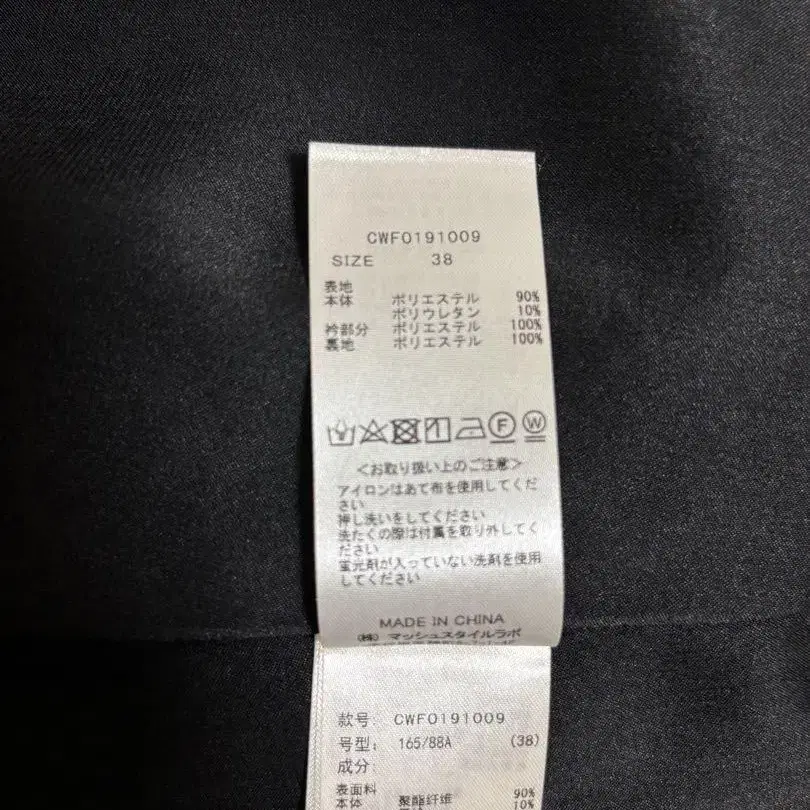 CWF0191009
SIZE 38
表地
本体 ポリエステル 90%
ポリウレタン 10%
衿部分 ポリエステル 100%
裏地 ポリエステル 100%
F W
<お取り扱い上のご注意>
アイロンはあて布を使用してくだ
さい
押し洗いをしてください
洗たくの際は付属を取り外してく
ださい
蛍光剤が入っていない洗剤を使用
してください
MADE IN CHINA
(株) マッシュスタイルラボ
款号: CWF0191009
号型: 165/88A (38)
成分:
表面料
本体 聚酯纤维 90%
10%